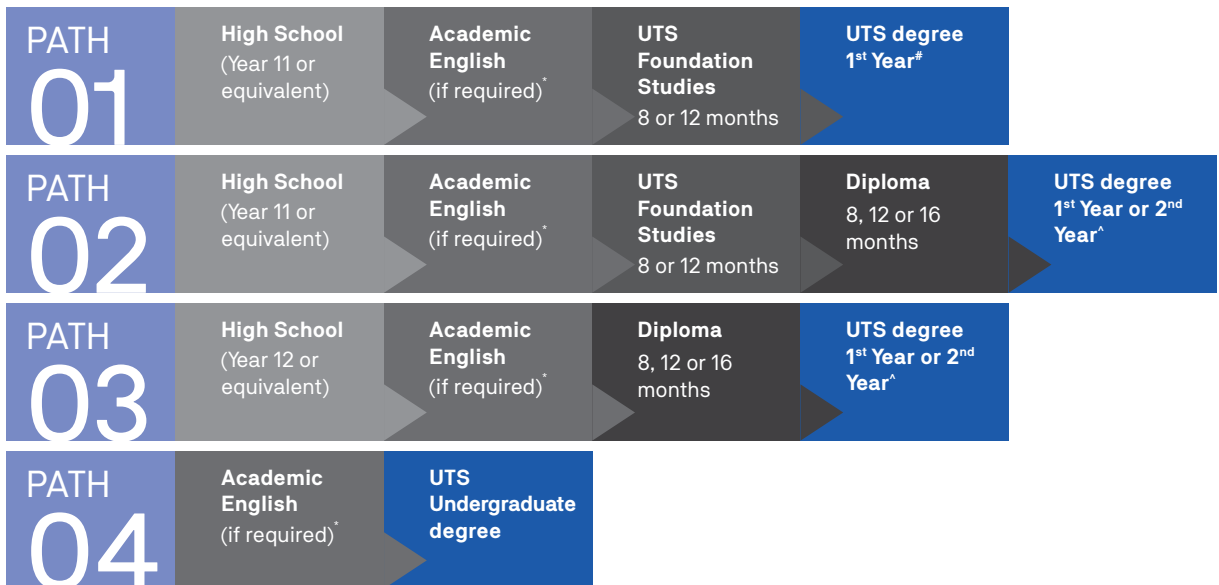 PATH
01
High School
(Year 11 or
equivalent)
Academic
English
(if required)*
UTS
Foundation
Studies
8 or 12 months
UTS degree
1st Year#
PATH
02
High School
(Year 11 or
equivalent)
Academic
English
(if required)*
UTS
Foundation
Studies
8 or 12 months
Diploma
8, 12 or 16
months
UTS degree
1st Year or 2nd
Year^
PATH
03
High School
(Year 12 or
equivalent)
Academic
English
(if required)*
Diploma
8, 12 or 16
months
UTS degree
1st Year or 2nd
Year^
PATH
04
Academic
English
(if required)*
UTS
Undergraduate
degree